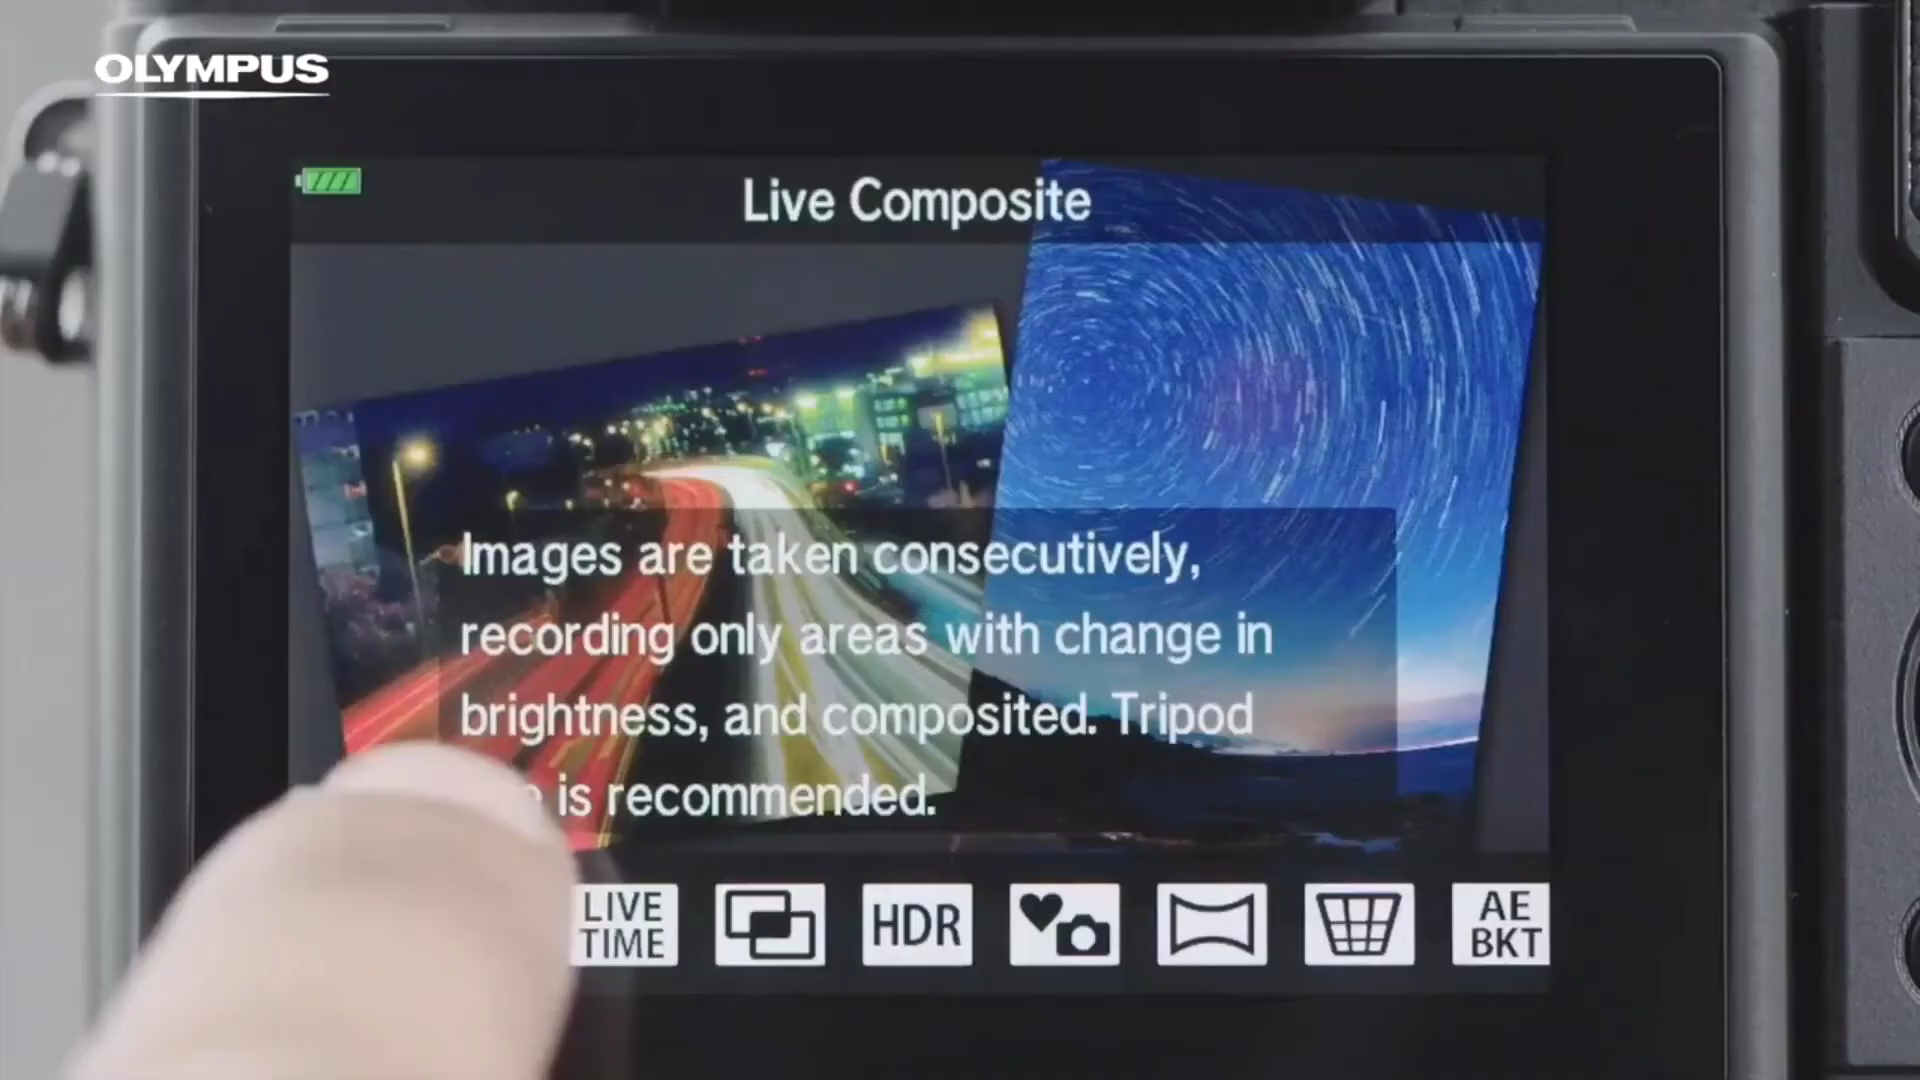 OLYMPUS
Live Composite
Images are taken consecutively,
recording only areas with change in
brightness, and composited. Tripod
is recommended.
LIVE
TIME
HDR
AE
BKT